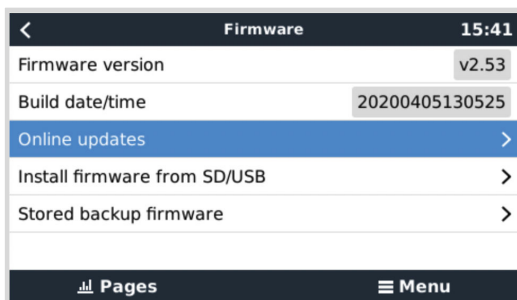 Firmware 15:41
Firmware version v2.53
Build date/time 20200405130525
Online updates
Install firmware from SD/USB
Stored backup firmware
Pages Menu